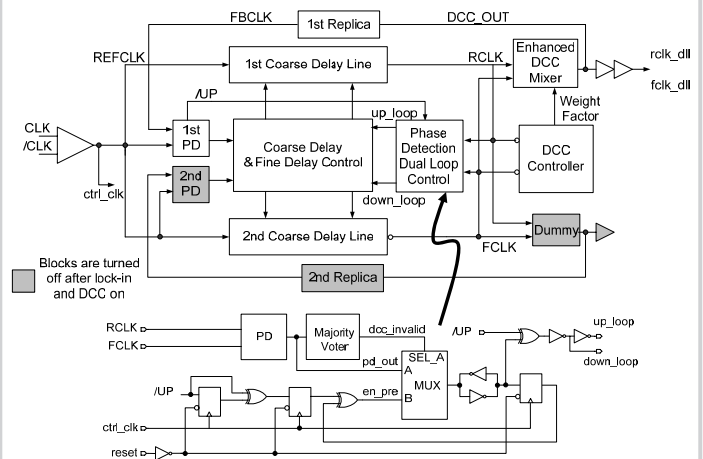 FBCLK
1st Replica
DCC_OUT
REFCLK
1st Coarse Delay Line
RCLK
Enhanced
DCC
Mixer
rclk_dll
fclk_dll
/UP
up_loop
Weight
Factor
CLK
/CLK
1st
PD
Coarse Delay
& Fine Delay Control
Phase
Detection
Dual Loop
Control
DCC
Controller
2nd
PD
ctrl_clk
down_loop
2nd Coarse Delay Line
FCLK
Dummy
Blocks are turned
off after lock-in
and DCC on
2nd Replica
RCLK
FCLK
PD
Majority
Voter
dcc_invalid
/UP
up_loop
down_loop
pd_out
SEL_A
A
MUX
B
/UP
en_pre
ctrl_clk
reset